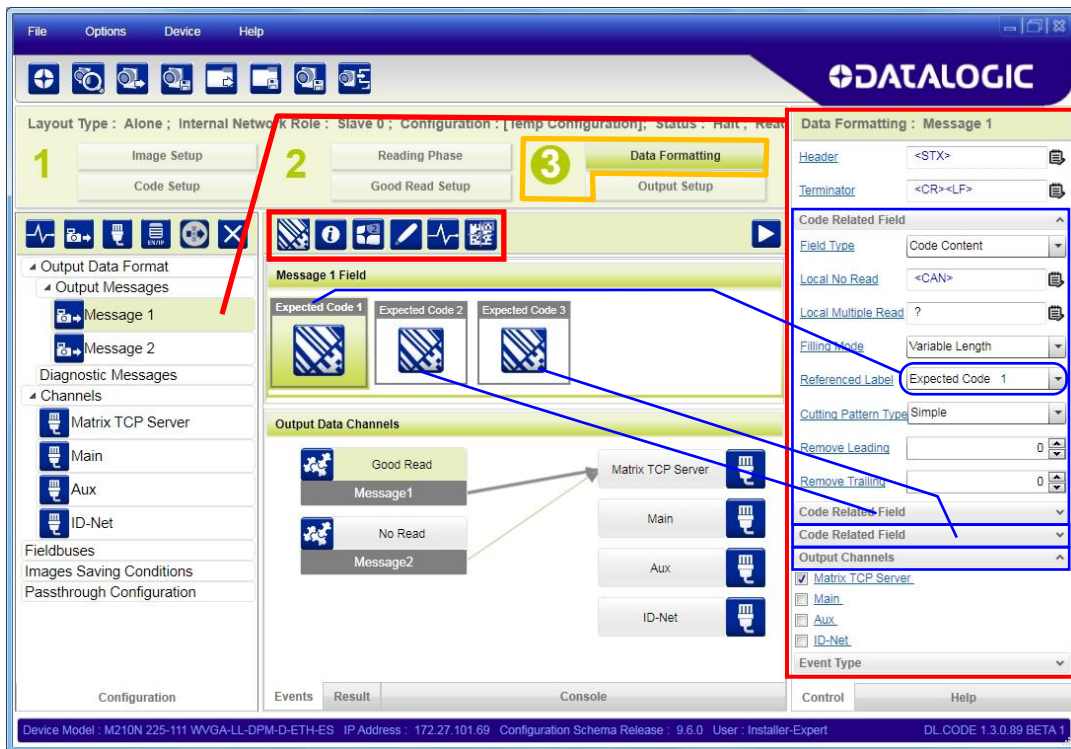 File Options Device Help
DATALOGIC
Layout Type : Alone ; Internal Network Role : Slave 0 ; Configuration : [Temp Configuration], Status : Halt ,
1
Image Setup
Code Setup
2
Reading Phase
Good Read Setup
3
Data Formatting
Output Setup
EN/IP
Output Data Format
Output Messages
Message 1
Message 2
Diagnostic Messages
Channels
Matrix TCP Server
Main
Aux
ID-Net
Fieldbuses
Images Saving Conditions
Passthrough Configuration
Configuration
Message 1 Field
Expected Code 1 Expected Code 2 Expected Code 3
Output Data Channels
Good Read
Message1
No Read
Message2
Matrix TCP Server
Main
Aux
ID-Net
Events Result Console
Data Formatting : Message 1
Header <STX>
Terminator <CR><LF>
Code Related Field
Field Type Code Content
Local No Read <CAN>
Local Multiple Read ?
Filling Mode Variable Length
Referenced Label Expected Code 1
Cutting Pattern Type Simple
Remove Leading 0
Remove Trailing 0
Code Related Field
Code Related Field
Output Channels
Matrix TCP Server
Main
Aux
ID-Net
Event Type
Control Help
Device Model : M210N 225-111 WVGA-LL-DPM-D-ETH-ES IP Address : 172.27.101.69 Configuration Schema Release : 9.6.0 User : Installer-Expert DL.CODE 1.3.0.89 BETA 1